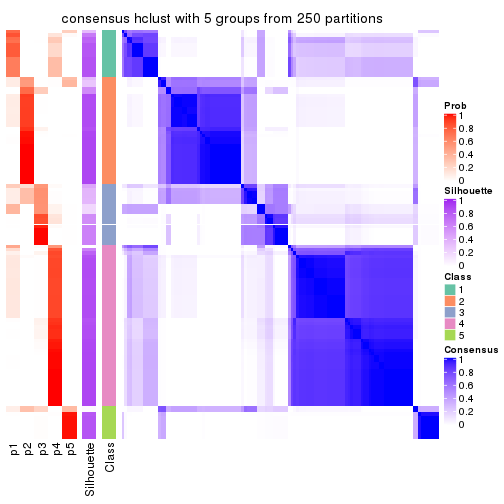 consensus hclust with 5 groups from 250 partitions
Prob
1
0.8
0.6
0.4
0.2
0
Silhouette
1
0.8
0.6
0.4
0.2
0
Class
1
2
3
4
5
Consensus
1
0.8
0.6
0.4
0.2
0
p1
p2
p3
p4
p5
Silhouette
Class